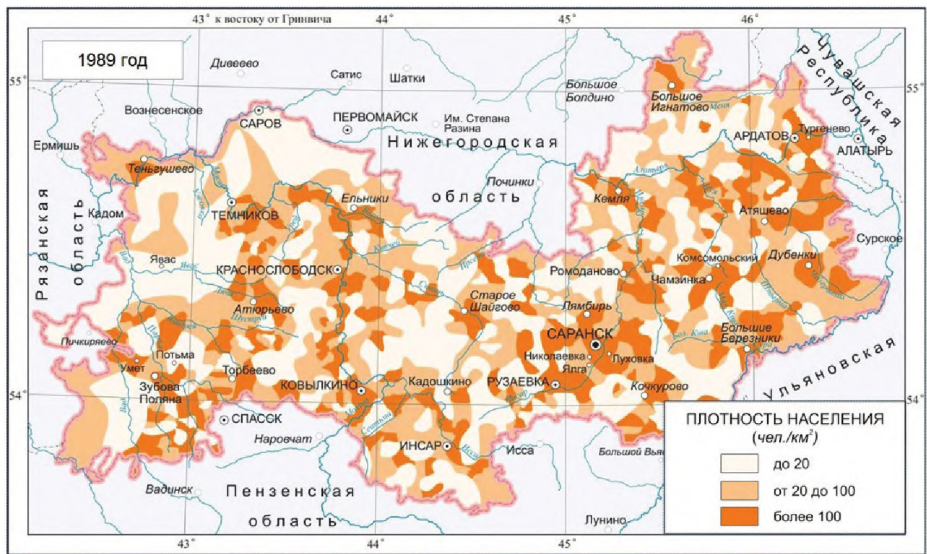 к востоку от Гринвича
43°
44°
45°
46°
1989 год
55°
55°
Дивеево
Сатис
Шатки
Вознесенское
САРОВ
ПЕРВОМАЙСК
Им. Степана
Разина
Большое
Болдино
Большое
Игнатово
Меня
Чувашская
Республика
АРДАТОВ
Тургенево
АЛАТЫРЬ
Ермишь
Теньгушево
Нижегородская
область
Кадом
Рязанская
область
ТЕМНИКОВ
Ельники
Починки
Кемля
Атяшево
Сурское
Явас
КРАСНОСЛОБОДСК
Ромоданово
Комсомольский
Чамзинка
Дубенки
Атюрьево
Старое
Шайгово
Лямбирь
САРАНСК
Большие
Березники
Пичкиряево
Умет
Потьма
Зубова
Поляна
Торбеево
КОВЫЛКИНО
Кадошкино
РУЗАЕВКА
Николаевка
Ялга
Луховка
Кочкурово
Ульяновская
54°
54°
СПАССК
Наровчат
ИНСАР
Исса
Вадинск
Пензенская
область
Лунино
ПЛОТНОСТЬ НАСЕЛЕНИЯ
(чел./км²)
до 20
от 20 до 100
более 100
43°
44°
45°